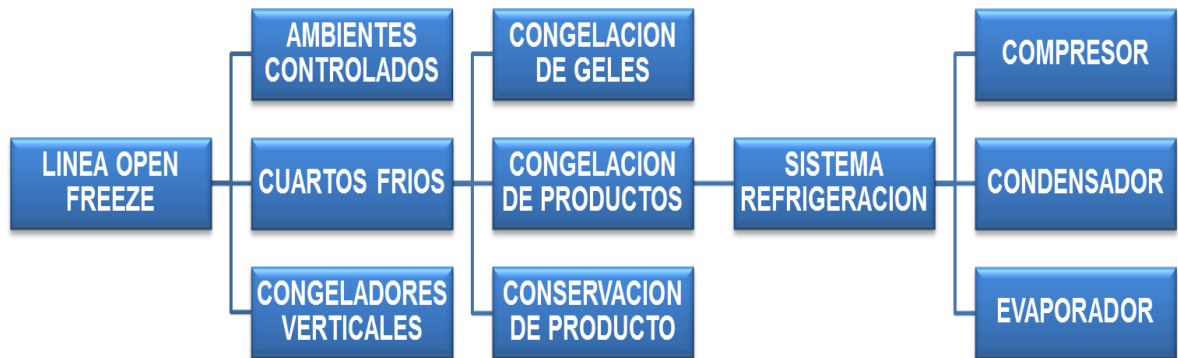 LINEA OPEN
FREEZE
AMBIENTES
CONTROLADOS
CUARTOS FRIOS
CONGELADORES
VERTICALES
CONGELACION
DE GELES
CONGELACION
DE PRODUCTOS
CONSERVACION
DE PRODUCTO
SISTEMA
REFRIGERACION
COMPRESOR
CONDENSADOR
EVAPORADOR